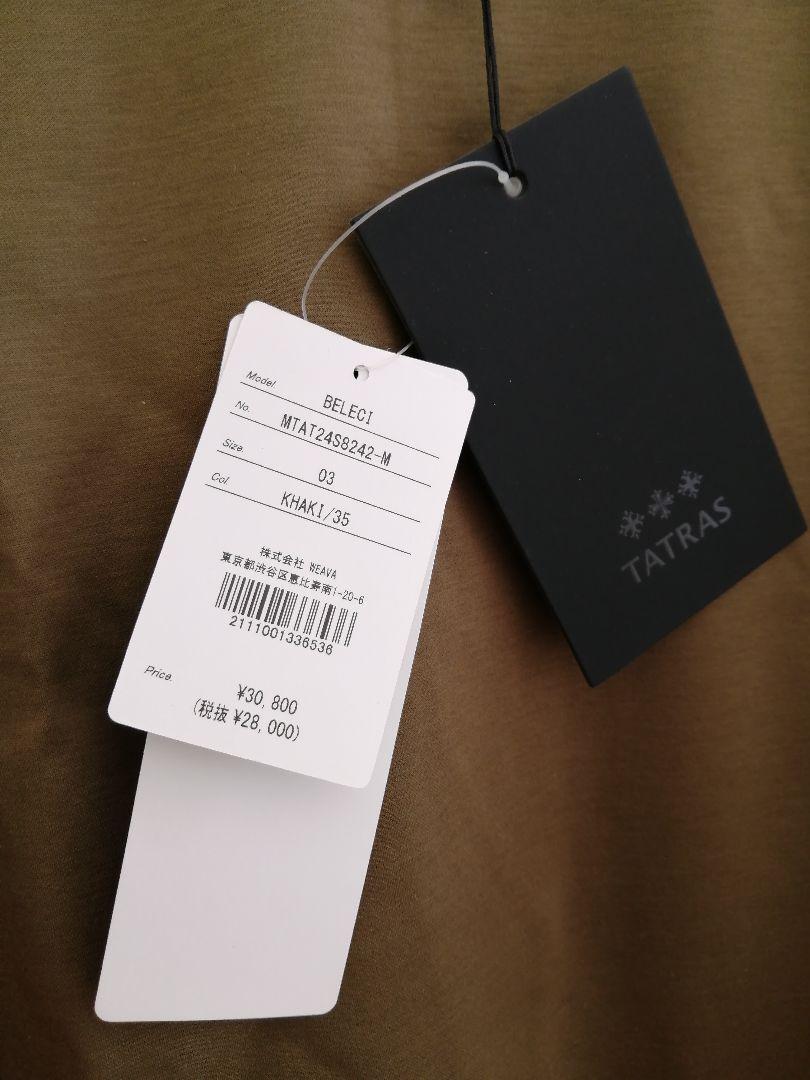 Model. BELECI
No. MTAT24S8242-M
Size. 03
Col. KHAKI/35
株式会社 WEAVA
東京都渋谷区恵比寿南1-20-6
2111001336536
Price.
¥30,800
(税抜 ¥28,000)
TATRAS